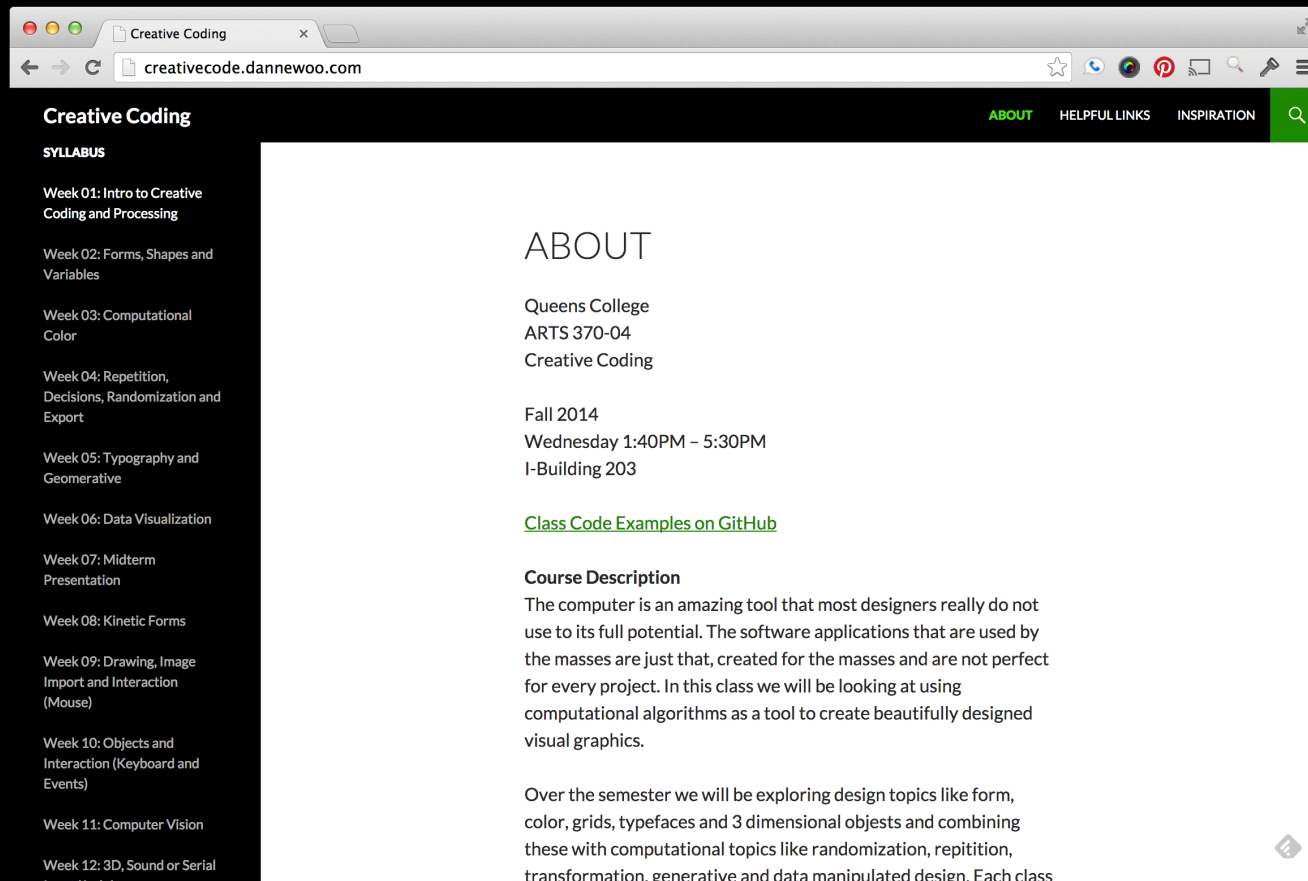 Creative Coding
creativecode.dannewoo.com
Creative Coding
ABOUT
HELPFUL LINKS
INSPIRATION
SYLLABUS
Week 01: Intro to Creative
Coding and Processing
Week 02: Forms, Shapes and
Variables
Week 03: Computational
Color
Week 04: Repetition,
Decisions, Randomization and
Export
Week 05: Typography and
Geomerative
Week 06: Data Visualization
Week 07: Midterm
Presentation
Week 08: Kinetic Forms
Week 09: Drawing, Image
Import and Interaction
(Mouse)
Week 10: Objects and
Interaction (Keyboard and
Events)
Week 11: Computer Vision
Week 12: 3D, Sound or Serial
ABOUT
Queens College
ARTS 370-04
Creative Coding
Fall 2014
Wednesday 1:40PM – 5:30PM
I-Building 203
Class Code Examples on GitHub
Course Description
The computer is an amazing tool that most designers really do not
use to its full potential. The software applications that are used by
the masses are just that, created for the masses and are not perfect
for every project. In this class we will be looking at using
computational algorithms as a tool to create beautifully designed
visual graphics.
Over the semester we will be exploring design topics like form,
color, grids, typefaces and 3 dimensional objests and combining
these with computational topics like randomization, repitition,
transformation, generative and data manipulated design. Each class